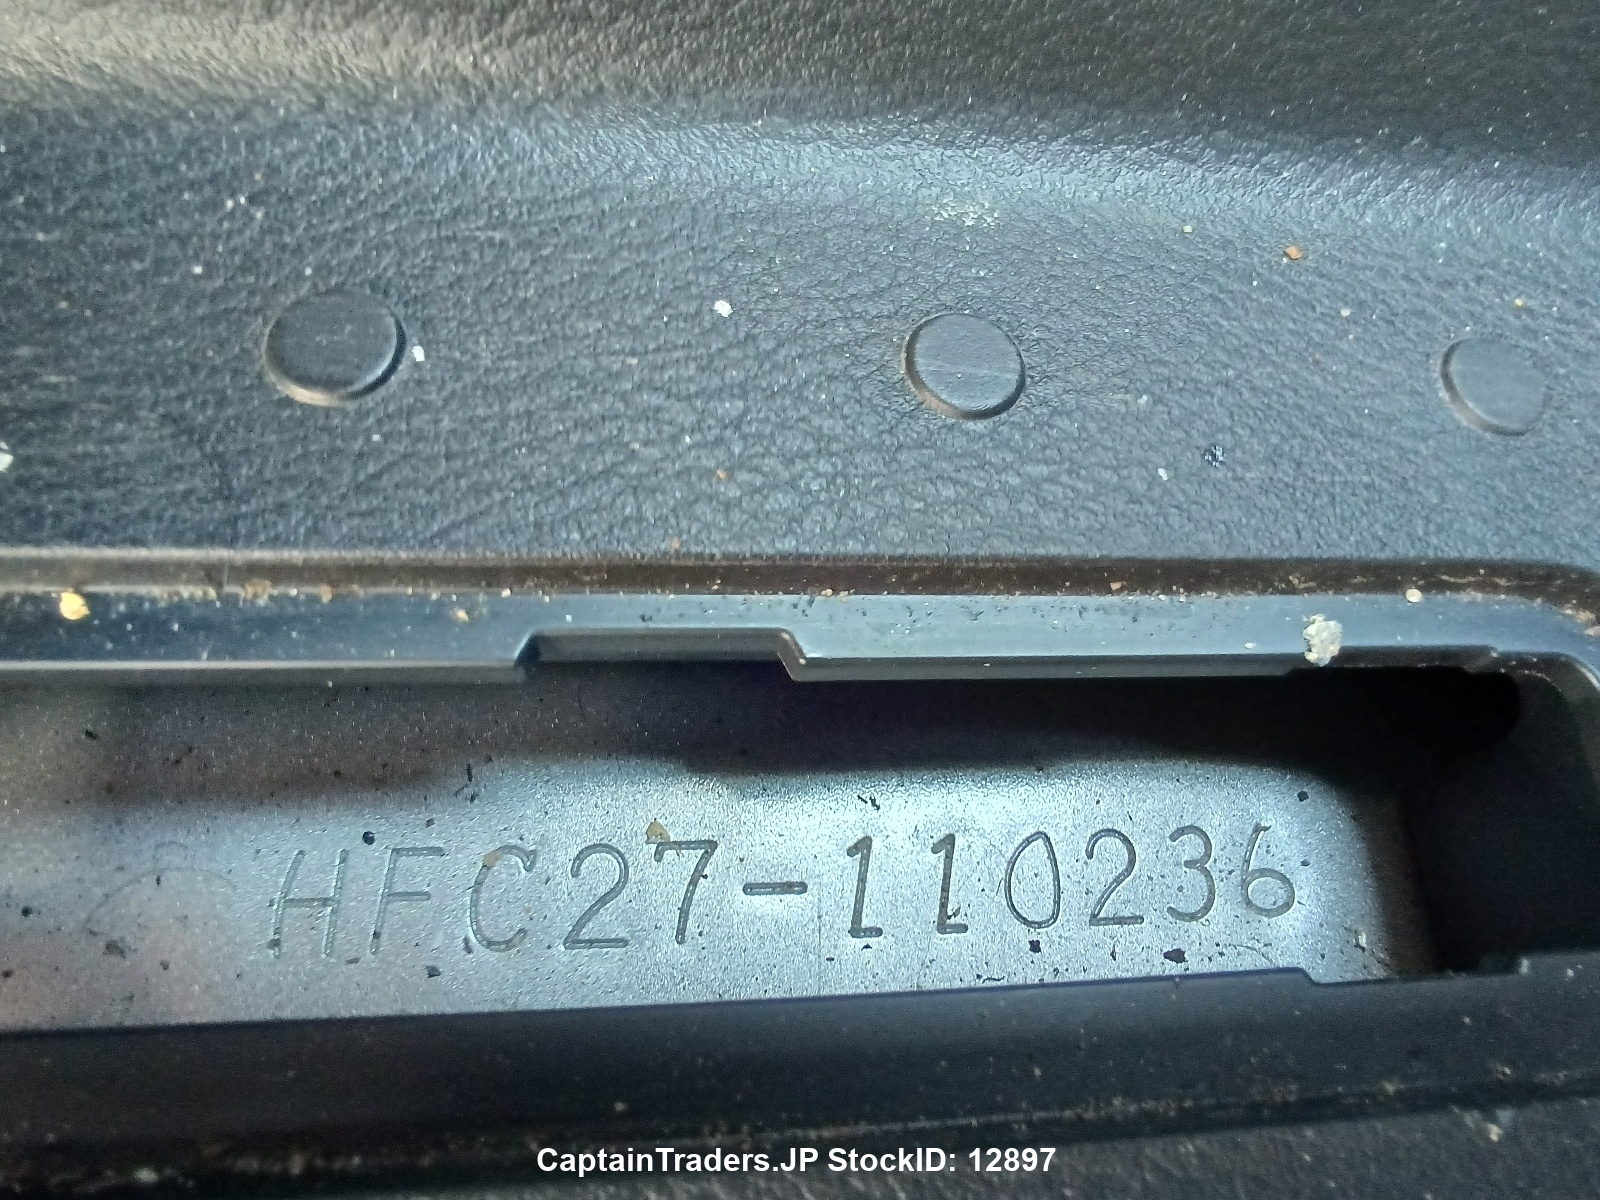 HFC27-110236
CaptainTraders.JP StockID: 12897